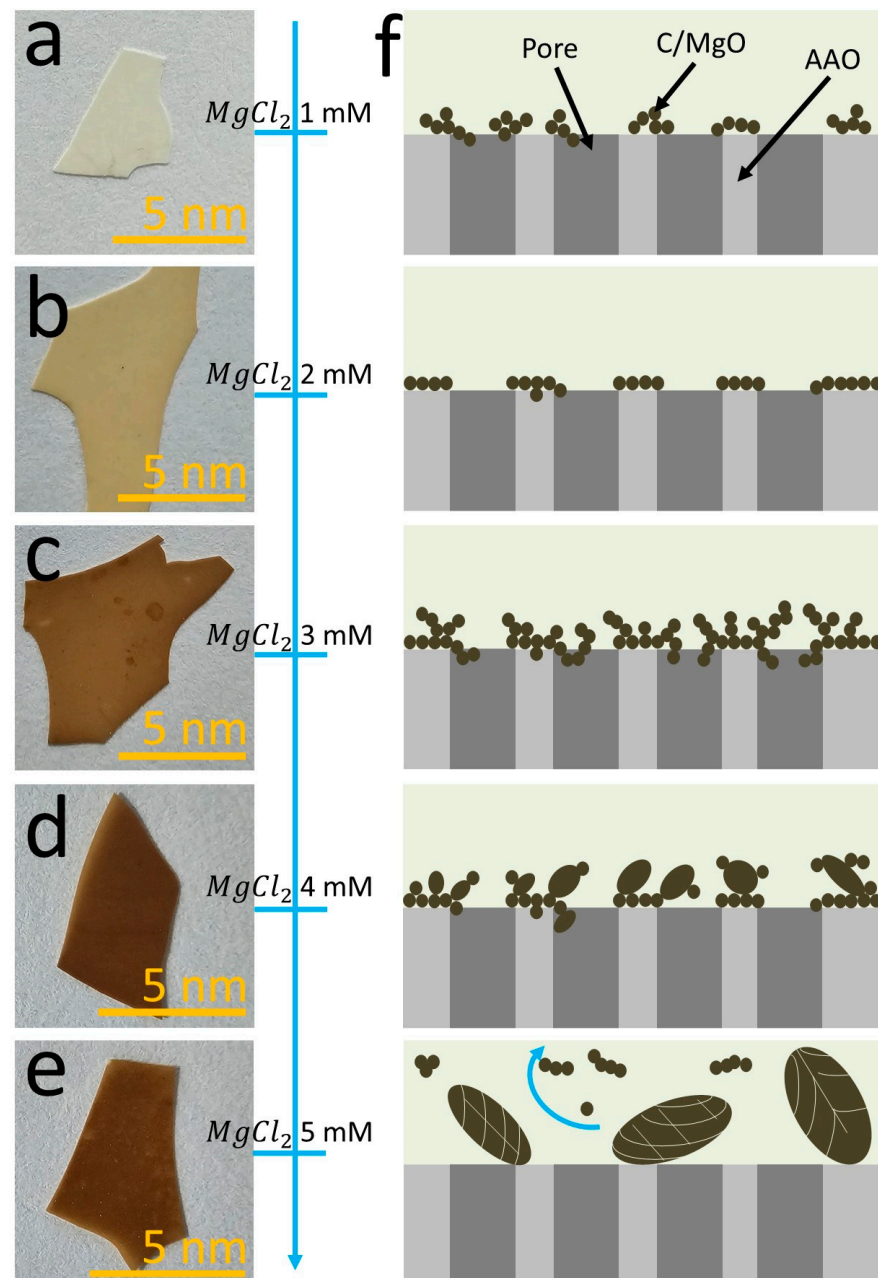 a
MgCl₂ 1 mM
5 nm
b
MgCl₂ 2 mM
5 nm
c
MgCl₂ 3 mM
5 nm
d
MgCl₂ 4 mM
5 nm
e
MgCl₂ 5 mM
5 nm
f
Pore
C/MgO
AAO